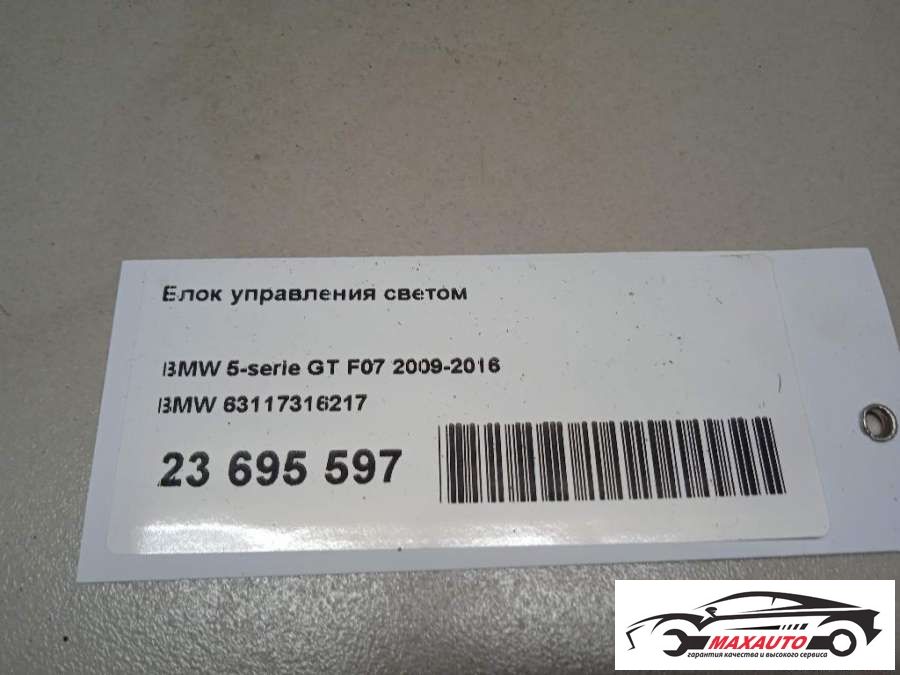 Блок управления светом
BMW 5-serie GT F07 2009-2016
BMW 63117316217
23 695 597
MAXAUTO
гарантия качества и высокого сервиса